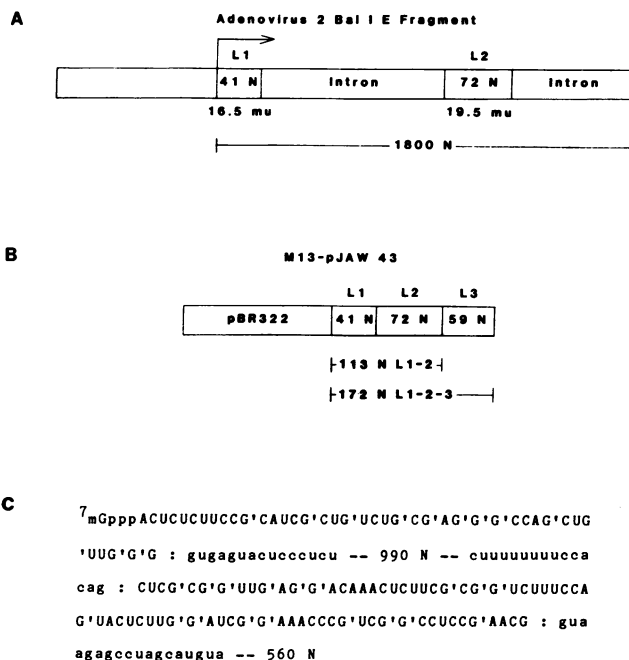 A
Adenovirus 2 Bal I E Fragment
L1 L2
41 N Intron 72 N Intron
16.5 mu 19.5 mu
1800 N
B
M13-pJAW 43
L1 L2 L3
pBR322 41 N 72 N 59 N
113 N L1-2
172 N L1-2-3
C
7mGpppACUCUCUUCCG'CAUCG'CUG'UCUG'CG'AG'G'G'CCAG'CUG
'UUG'G'G : gugaguacucccucu -- 990 N -- cuuuuuuuucca
cag : CUCG'CG'G'UUG'AG'G'ACAAACUCUUCG'CG'G'UCUUUCCA
G'UACUCUUG'G'AUCG'G'AAACCCG'UCG'G'CCUCCG'AACG : gua
agagccuagcaugua -- 560 N